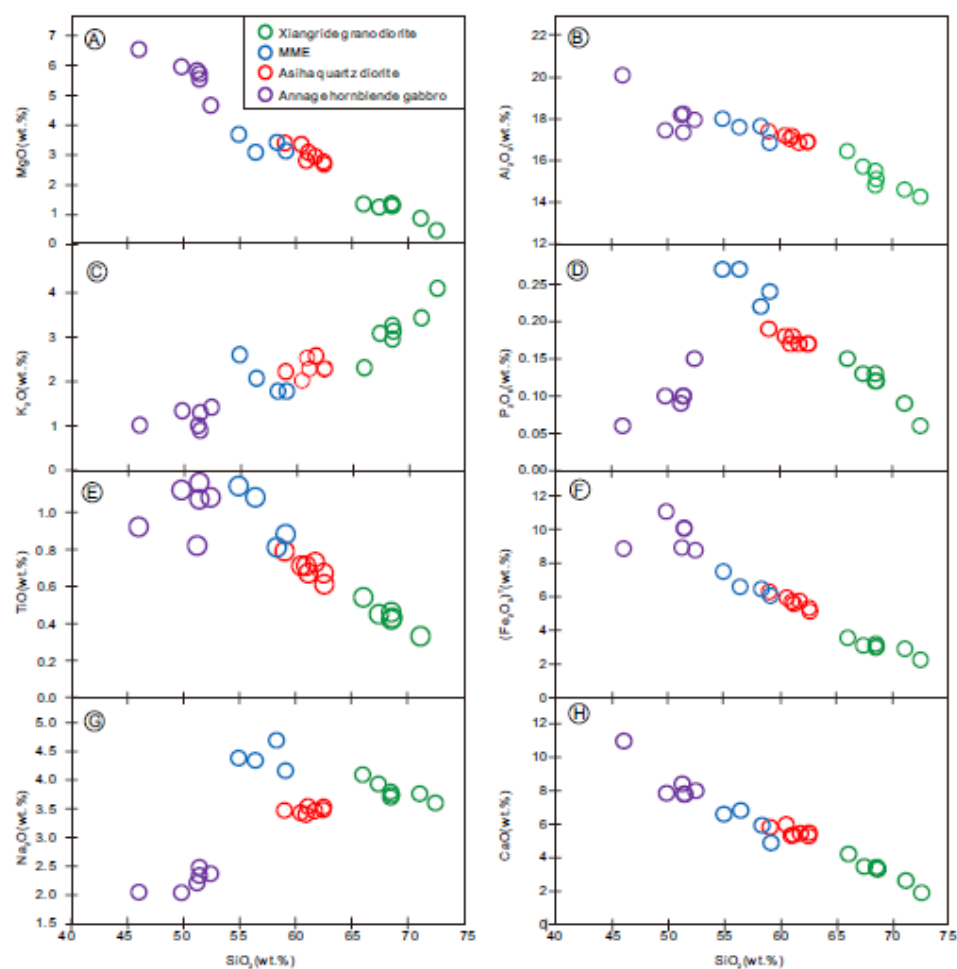 A
Xiangride granodiorite
MME
Asiha quartz diorite
Annage hornblende gabbro
7
6
5
4
3
2
1
0
MgO(wt.%)
B
22
20
18
16
14
12
Al₂O₃(wt.%)
C
4
3
2
1
0
K₂O(wt.%)
D
0.25
0.20
0.15
0.10
0.05
0.00
P₂O₅(wt.%)
E
1.0
0.8
0.6
0.4
0.2
0.0
TiO(wt.%)
F
12
10
8
6
4
2
0
(Fe₂O₃)ᵀ(wt.%)
G
5.0
4.5
4.0
3.5
3.0
2.5
2.0
1.5
Na₂O(wt.%)
40 45 50 55 60 65 70 75
SiO₂(wt.%)
H
12
10
8
6
4
2
0
CaO(wt.%)
40 45 50 55 60 65 70 75
SiO₂(wt.%)